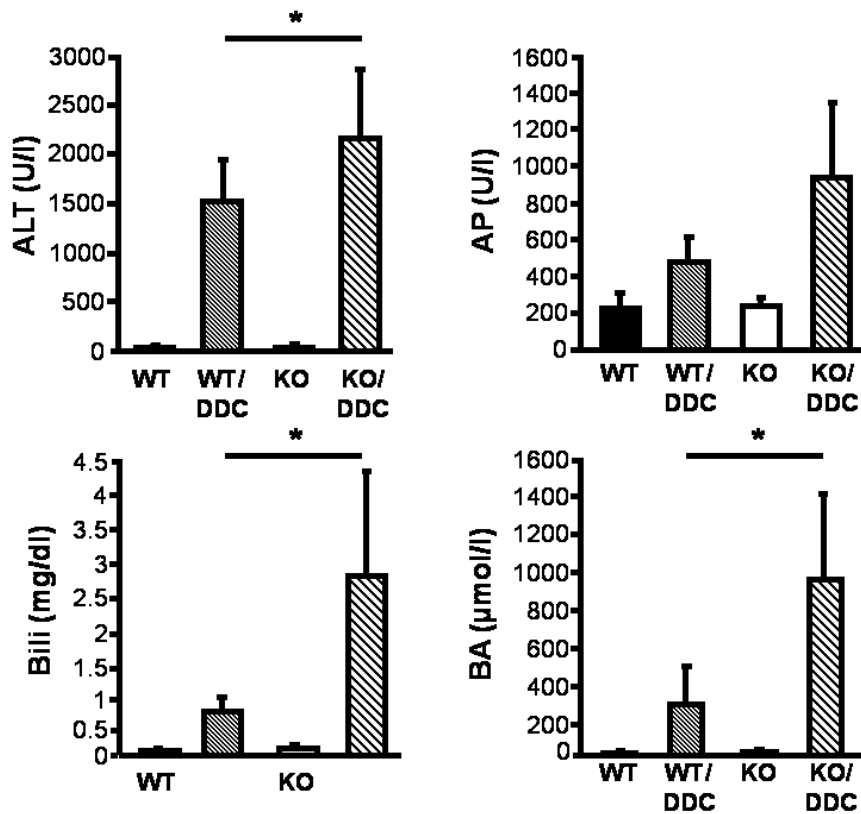 *
3000
2500
2000
1500
1000
500
0
ALT (U/l)
WT
WT/
DDC
KO
KO/
DDC
1600
1400
1200
1000
800
600
400
200
0
AP (U/l)
WT
WT/
DDC
KO
KO/
DDC
*
4.5
4
3.5
3
2.5
2
1.5
1
0.5
0
Bili (mg/dl)
WT
KO
*
1600
1400
1200
1000
800
600
400
200
0
BA (µmol/l)
WT
WT/
DDC
KO
KO/
DDC